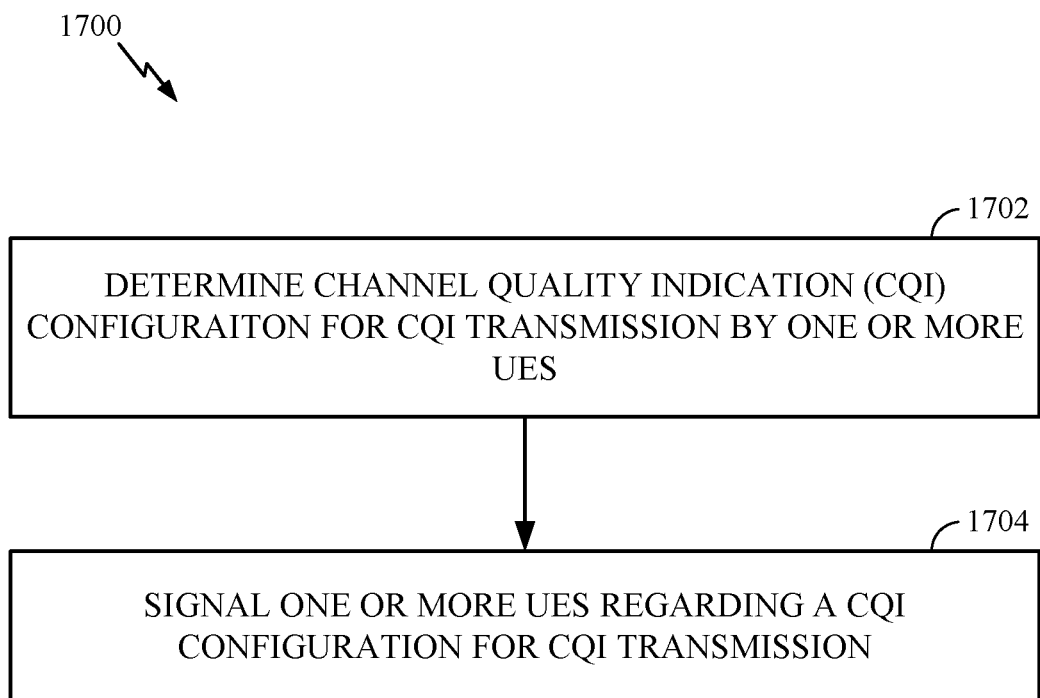 1700
1702
DETERMINE CHANNEL QUALITY INDICATION (CQI)
CONFIGURAITON FOR CQI TRANSMISSION BY ONE OR MORE
UES
1704
SIGNAL ONE OR MORE UES REGARDING A CQI
CONFIGURATION FOR CQI TRANSMISSION